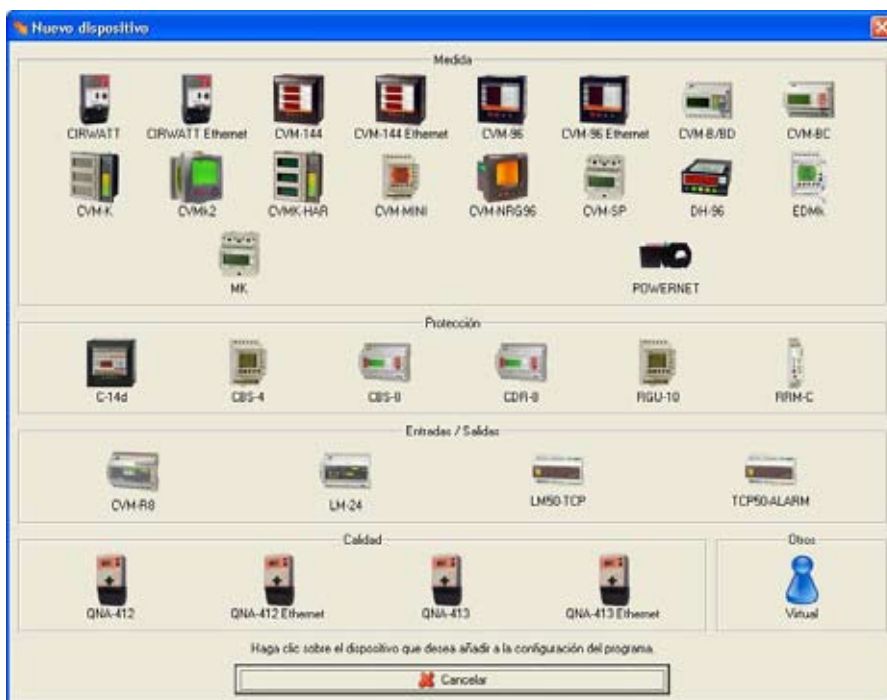 Nuevo dispositivo
Medida
CIRWATT CIRWATT Ethernet CVM-144 CVM-144 Ethernet CVM-96 CVM-96 Ethernet CVM-B/BD CVM-BC
CVM-K CVMk2 CVMK-HAR CVM-MINI CVM-NRG96 CVM-SP DH-96 EDMk
MK POWERNET
Protección
C-14d CBS-4 CBS-8 CDR-8 RGU-10 RRM-C
Entradas / Salidas
CVM-R8 LM-24 LM50-TCP TCP50-ALARM
Calidad Otros
QNA-412 QNA-412 Ethernet QNA-413 QNA-413 Ethernet Virtual
Haga clic sobre el dispositivo que desea añadir a la configuración del programa.
Cancelar